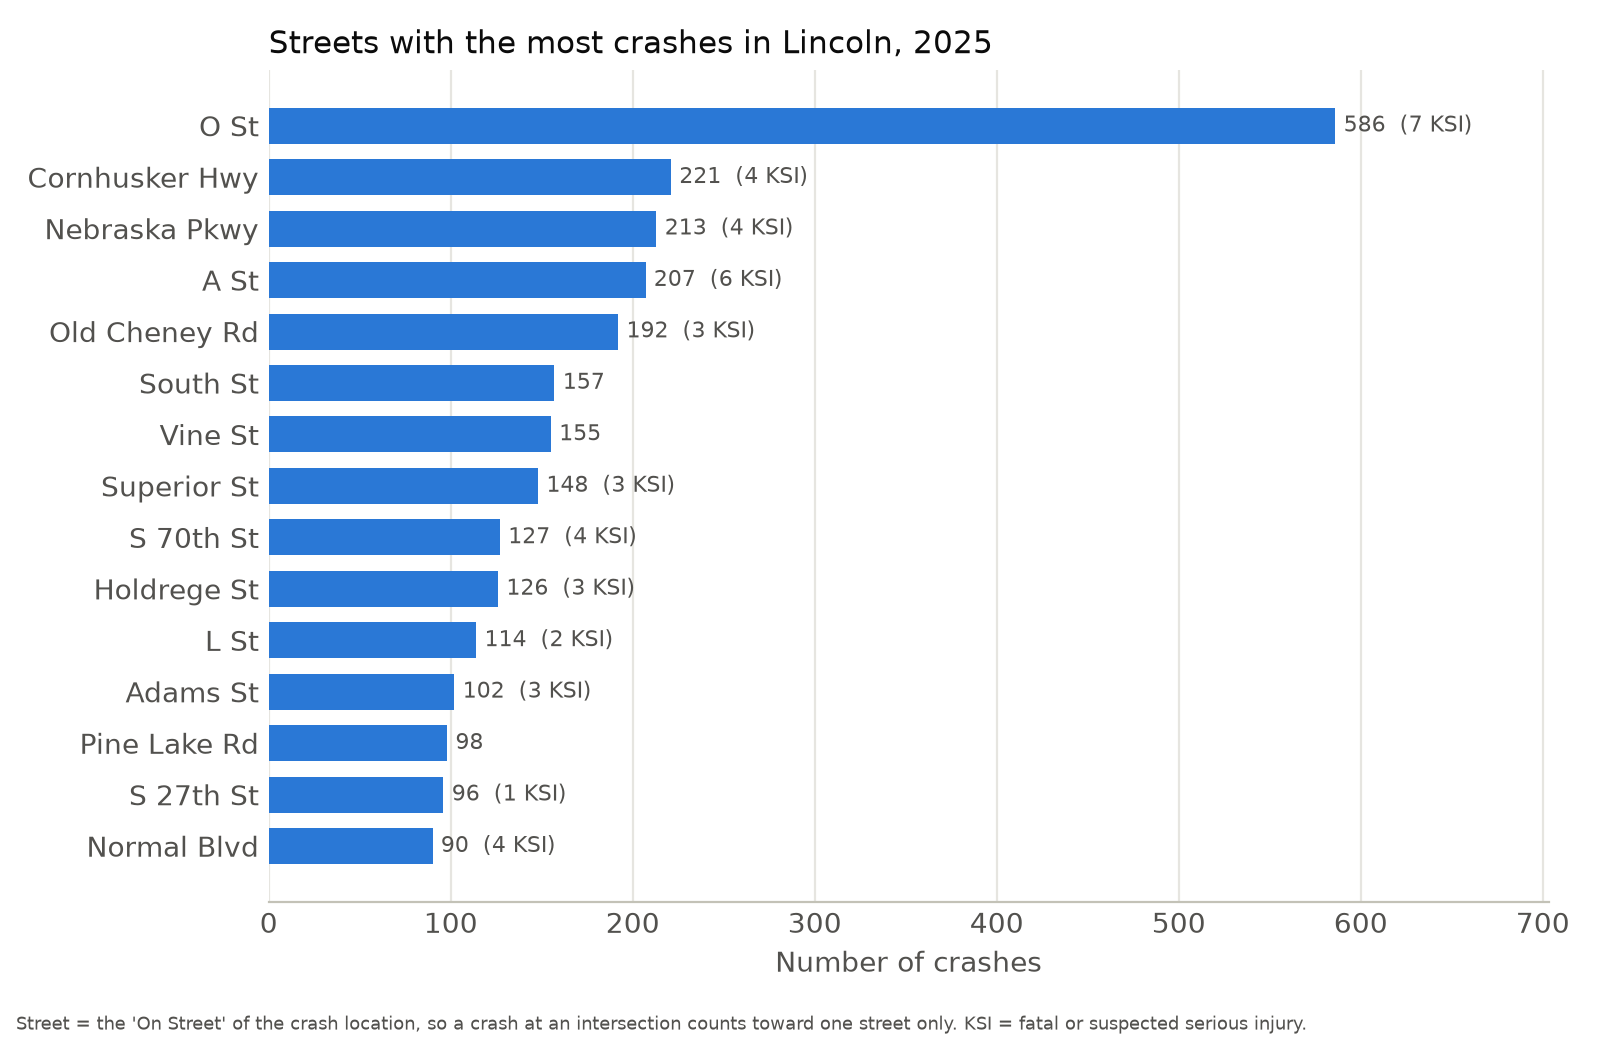 Streets with the most crashes in Lincoln, 2025
O St 586 (7 KSI)
Cornhusker Hwy 221 (4 KSI)
Nebraska Pkwy 213 (4 KSI)
A St 207 (6 KSI)
Old Cheney Rd 192 (3 KSI)
South St 157
Vine St 155
Superior St 148 (3 KSI)
S 70th St 127 (4 KSI)
Holdrege St 126 (3 KSI)
L St 114 (2 KSI)
Adams St 102 (3 KSI)
Pine Lake Rd 98
S 27th St 96 (1 KSI)
Normal Blvd 90 (4 KSI)
0 100 200 300 400 500 600 700
Number of crashes
Street = the 'On Street' of the crash location, so a crash at an intersection counts toward one street only. KSI = fatal or suspected serious injury.